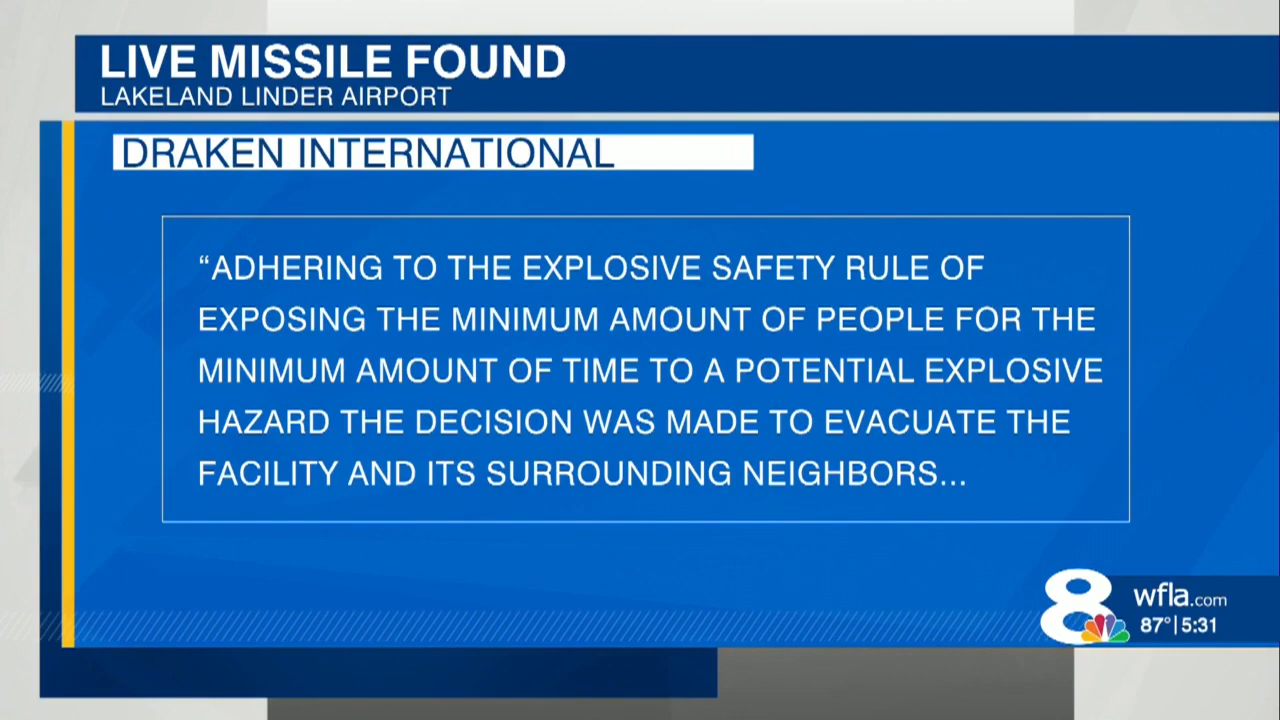 LIVE MISSILE FOUND
LAKELAND LINDER AIRPORT
DRAKEN INTERNATIONAL
“ADHERING TO THE EXPLOSIVE SAFETY RULE OF
EXPOSING THE MINIMUM AMOUNT OF PEOPLE FOR THE
MINIMUM AMOUNT OF TIME TO A POTENTIAL EXPLOSIVE
HAZARD THE DECISION WAS MADE TO EVACUATE THE
FACILITY AND ITS SURROUNDING NEIGHBORS...
8 wfla.com
87°|5:31